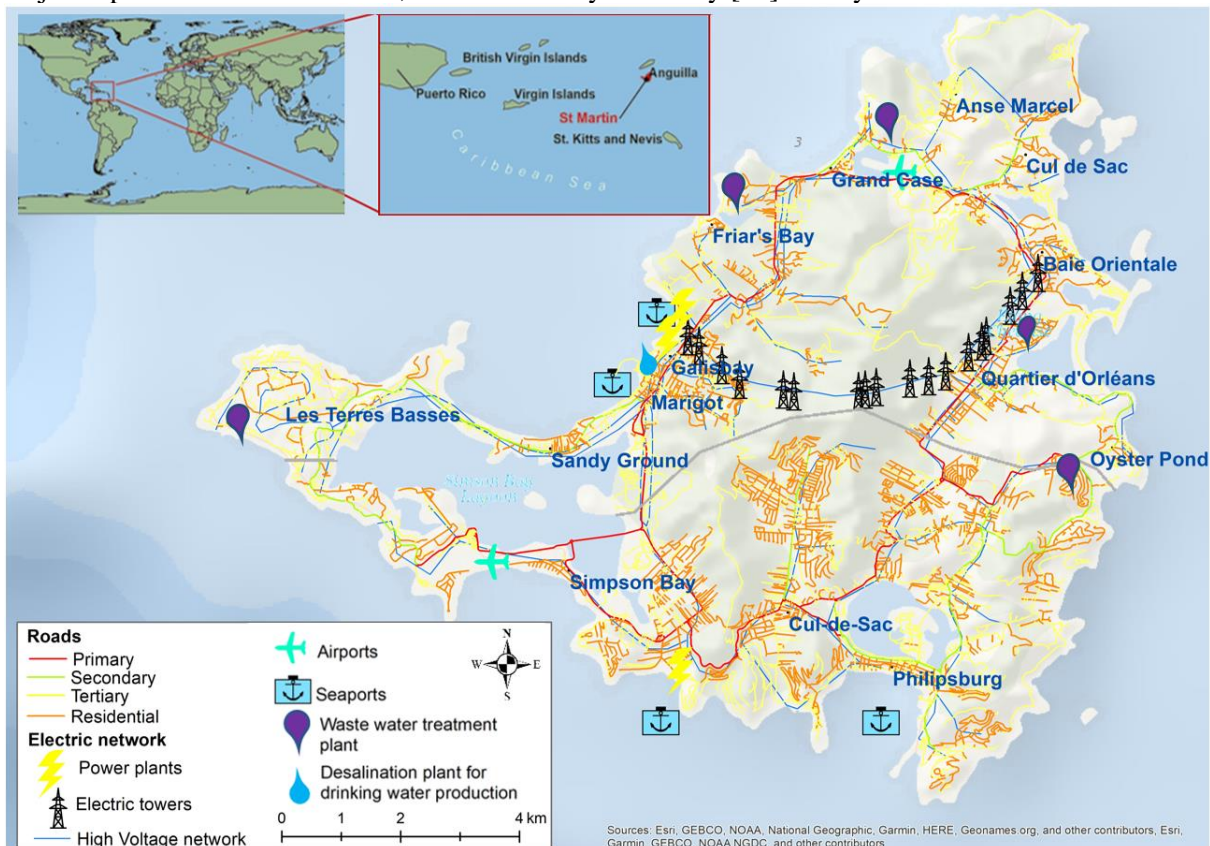 British Virgin Islands
Anguilla
Puerto Rico
Virgin Islands
St Martin
St. Kitts and Nevis
Caribbean Sea
3
Anse Marcel
Cul de Sac
Grand Case
Friar's Bay
Baie Orientale
Galisbay
Quartier d'Orléans
Marigot
Les Terres Basses
Sandy Ground
Oyster Pond
Simson Bay
Lagoon
Simpson Bay
Cul-de-Sac
Philipsburg
Roads
Primary
Secondary
Tertiary
Residential
Electric network
Power plants
Electric towers
High Voltage network
Airports
Seaports
Waste water treatment
plant
Desalination plant for
drinking water production
N
W E
S
0 2 4 km
Sources: Esri, GEBCO, NOAA, National Geographic, Garmin, HERE, Geonames.org, and other contributors, Esri,
Garmin, GEBCO, NOAA NGDC, and other contributors